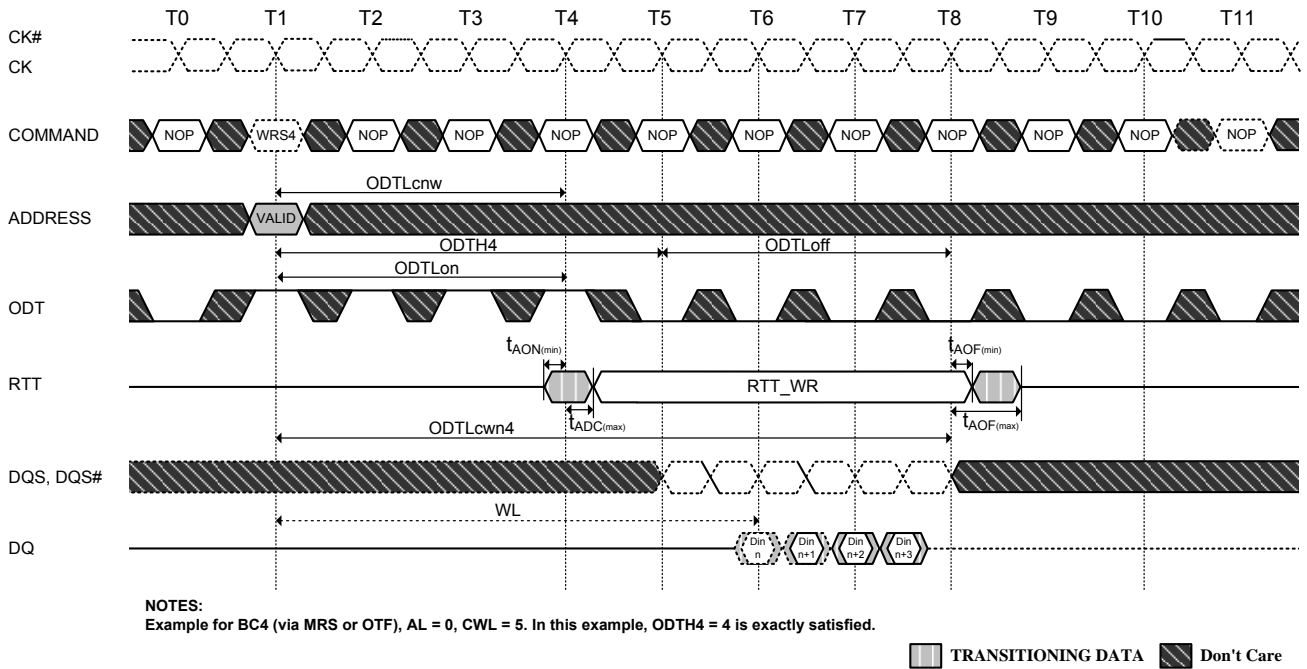 T0 T1 T2 T3 T4 T5 T6 T7 T8 T9 T10 T11
CK#
CK
COMMAND NOP WRS4 NOP NOP NOP NOP NOP NOP NOP NOP NOP NOP
ODTLcnw
ADDRESS VALID
ODTH4 ODTLoff
ODTLon
ODT
tAON(min) tAOF(min)
RTT RTT_WR
tADC(max) tAOF(max)
ODTLcwn4
DQS, DQS#
WL
DQ Din n Din n+1 Din n+2 Din n+3
NOTES:
Example for BC4 (via MRS or OTF), AL = 0, CWL = 5. In this example, ODTH4 = 4 is exactly satisfied.
TRANSITIONING DATA Don't Care